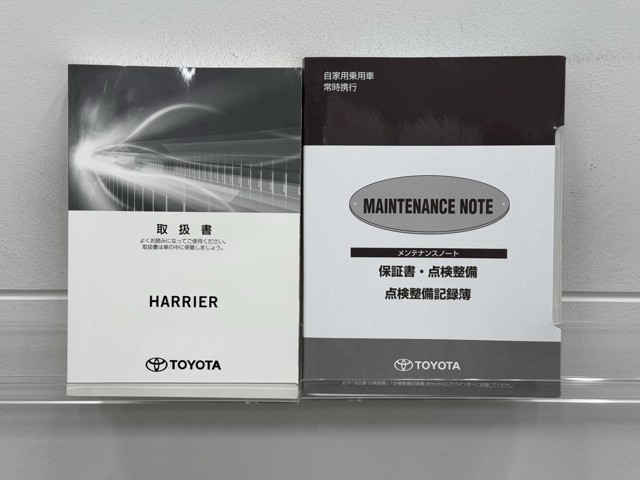 取扱書
よくお読みになってご使用ください。
取扱書は車の中に保管しましょう。
HARRIER
TOYOTA
自家用乗用車
常時携行
MAINTENANCE NOTE
メンテナンスノート
保証書・点検整備
点検整備記録簿
TOYOTA